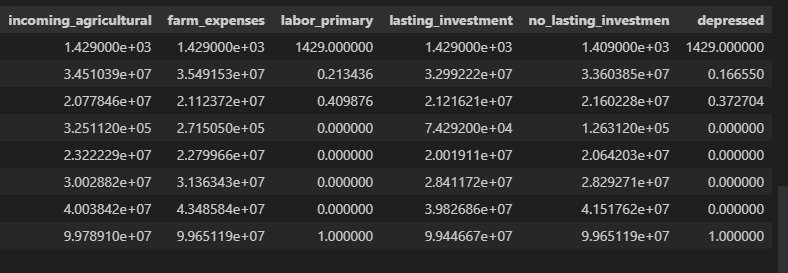 incoming_agricultural farm_expenses labor_primary lasting_investment no_lasting_investmen depressed
1.429000e+03 1.429000e+03 1429.000000 1.429000e+03 1.409000e+03 1429.000000
3.451039e+07 3.549153e+07 0.213436 3.299222e+07 3.360385e+07 0.166550
2.077846e+07 2.112372e+07 0.409876 2.121621e+07 2.160228e+07 0.372704
3.251120e+05 2.715050e+05 0.000000 7.429200e+04 1.263120e+05 0.000000
2.322229e+07 2.279966e+07 0.000000 2.001911e+07 2.064203e+07 0.000000
3.002882e+07 3.136343e+07 0.000000 2.841172e+07 2.829271e+07 0.000000
4.003842e+07 4.348584e+07 0.000000 3.982686e+07 4.151762e+07 0.000000
9.978910e+07 9.965119e+07 1.000000 9.944667e+07 9.965119e+07 1.000000